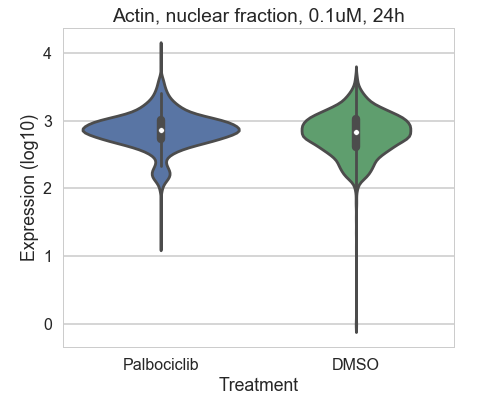 Actin, nuclear fraction, 0.1uM, 24h
4
3
2
1
0
Expression (log10)
Palbociclib DMSO
Treatment